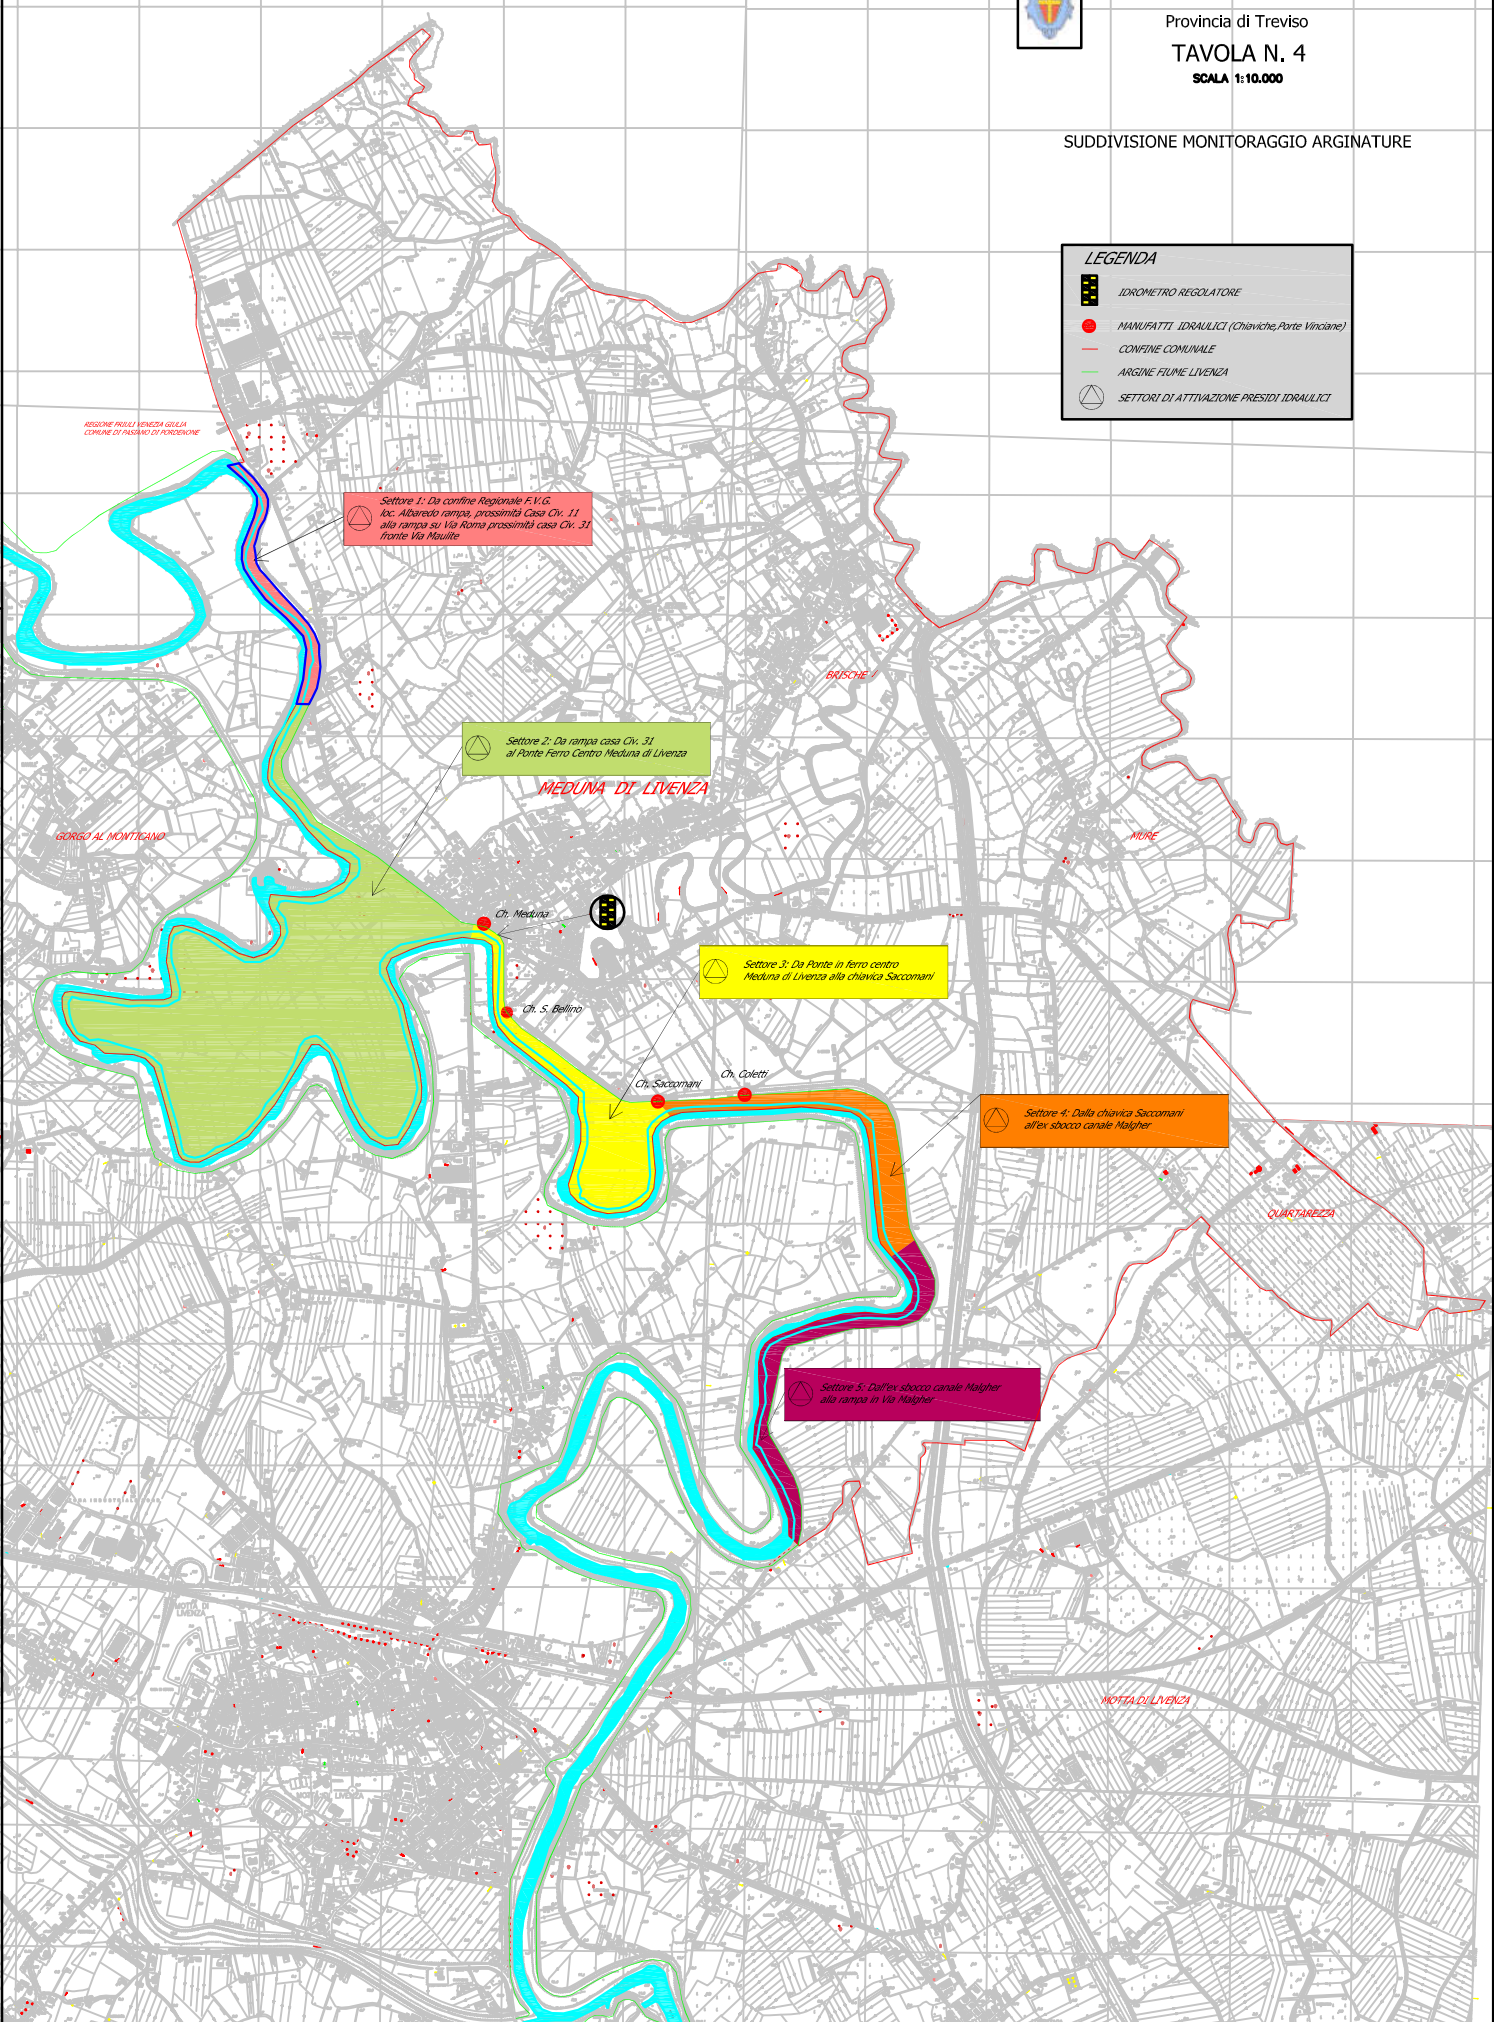 Provincia di Treviso
TAVOLA N. 4
SCALA 1:10.000
SUDDIVISIONE MONITORAGGIO ARGINATURE
LEGENDA
IDROMETRO REGOLATORE
MANUFATTI IDRAULICI (Chiaviche,Porte Vinciane)
CONFINE COMUNALE
ARGINE FIUME LIVENZA
SETTORI DI ATTIVAZIONE PRESIDI IDRAULICI
REGIONE FRIULI VENEZIA GIULIA
COMUNE DI PASIANO DI PORDENONE
Settore 1: Da confine Regionale F.V.G.
loc. Albaredo rampa, prossimità Casa Civ. 11
alla rampa su Via Roma prossimità casa Civ. 31
fronte Via Maulite
BRISCHE
Settore 2: Da rampa casa Civ. 31
al Ponte Ferro Centro Meduna di Livenza
MEDUNA DI LIVENZA
GORGO AL MONTICANO
MURE
Ch. Meduna
Settore 3: Da Ponte in ferro centro
Meduna di Livenza alla chiavica Saccomani
Ch. S. Bellino
Ch. Saccomani
Ch. Coletti
Settore 4: Dalla chiavica Saccomani
all'ex sbocco canale Malgher
QUARTAREZZA
Settore 5: Dall'ex sbocco canale Malgher
alla rampa in Via Malgher
MOTTA DI
LIVENZA
MOTTA DI LIVENZA
MOTTA DI LIVENZA